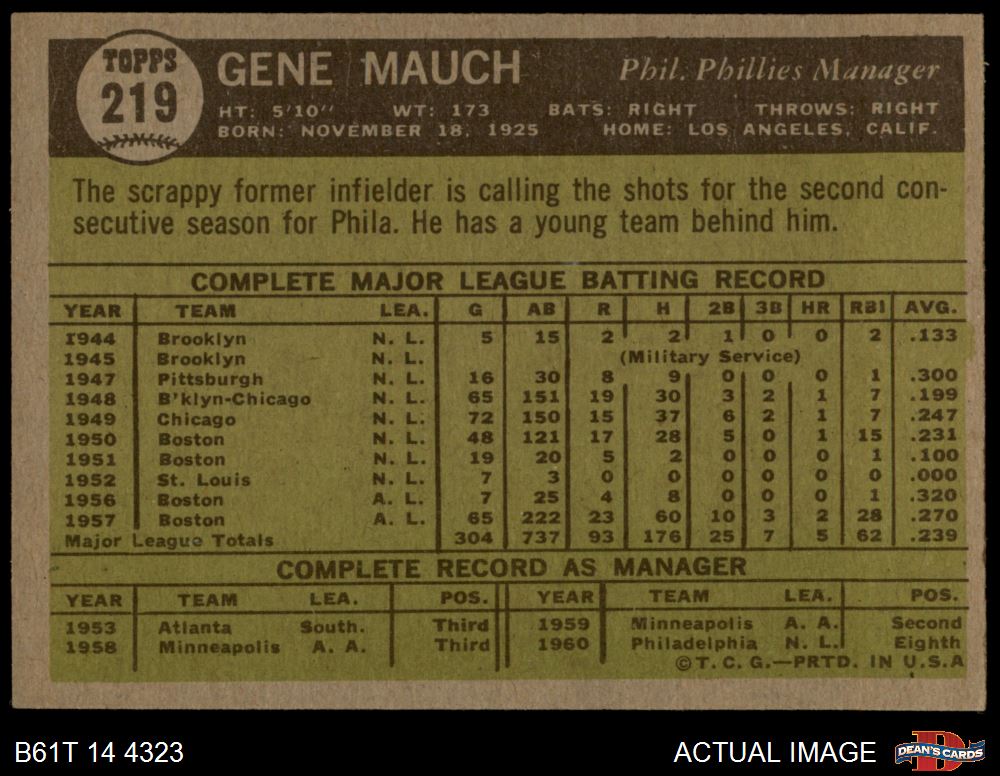 TOPPS
219
GENE MAUCH Phil. Phillies Manager
HT: 5'10" WT: 173 BATS: RIGHT THROWS: RIGHT
BORN: NOVEMBER 18, 1925 HOME: LOS ANGELES, CALIF.
The scrappy former infielder is calling the shots for the second con-
secutive season for Phila. He has a young team behind him.
COMPLETE MAJOR LEAGUE BATTING RECORD
YEAR TEAM LEA. G AB R H 2B 3B HR RBI AVG.
1944 Brooklyn N. L. 5 15 2 2 1 0 0 2 .133
1945 Brooklyn N. L. (Military Service)
1947 Pittsburgh N. L. 16 30 8 9 0 0 0 1 .300
1948 B'klyn-Chicago N. L. 65 151 19 30 3 2 1 7 .199
1949 Chicago N. L. 72 150 15 37 6 2 1 7 .247
1950 Boston N. L. 48 121 17 28 5 0 1 15 .231
1951 Boston N. L. 19 20 5 2 0 0 0 1 .100
1952 St. Louis N. L. 7 3 0 0 0 0 0 0 .000
1956 Boston A. L. 7 25 4 8 0 0 0 1 .320
1957 Boston A. L. 65 222 23 60 10 3 2 28 .270
Major League Totals 304 737 93 176 25 7 5 62 .239
COMPLETE RECORD AS MANAGER
YEAR TEAM LEA. POS. YEAR TEAM LEA. POS.
1953 Atlanta South. Third 1959 Minneapolis A. A. Second
1958 Minneapolis A. A. Third 1960 Philadelphia N. L. Eighth
©T. C. G.—PRTD. IN U.S.A
B61T 14 4323 ACTUAL IMAGE DEAN'S CARDS